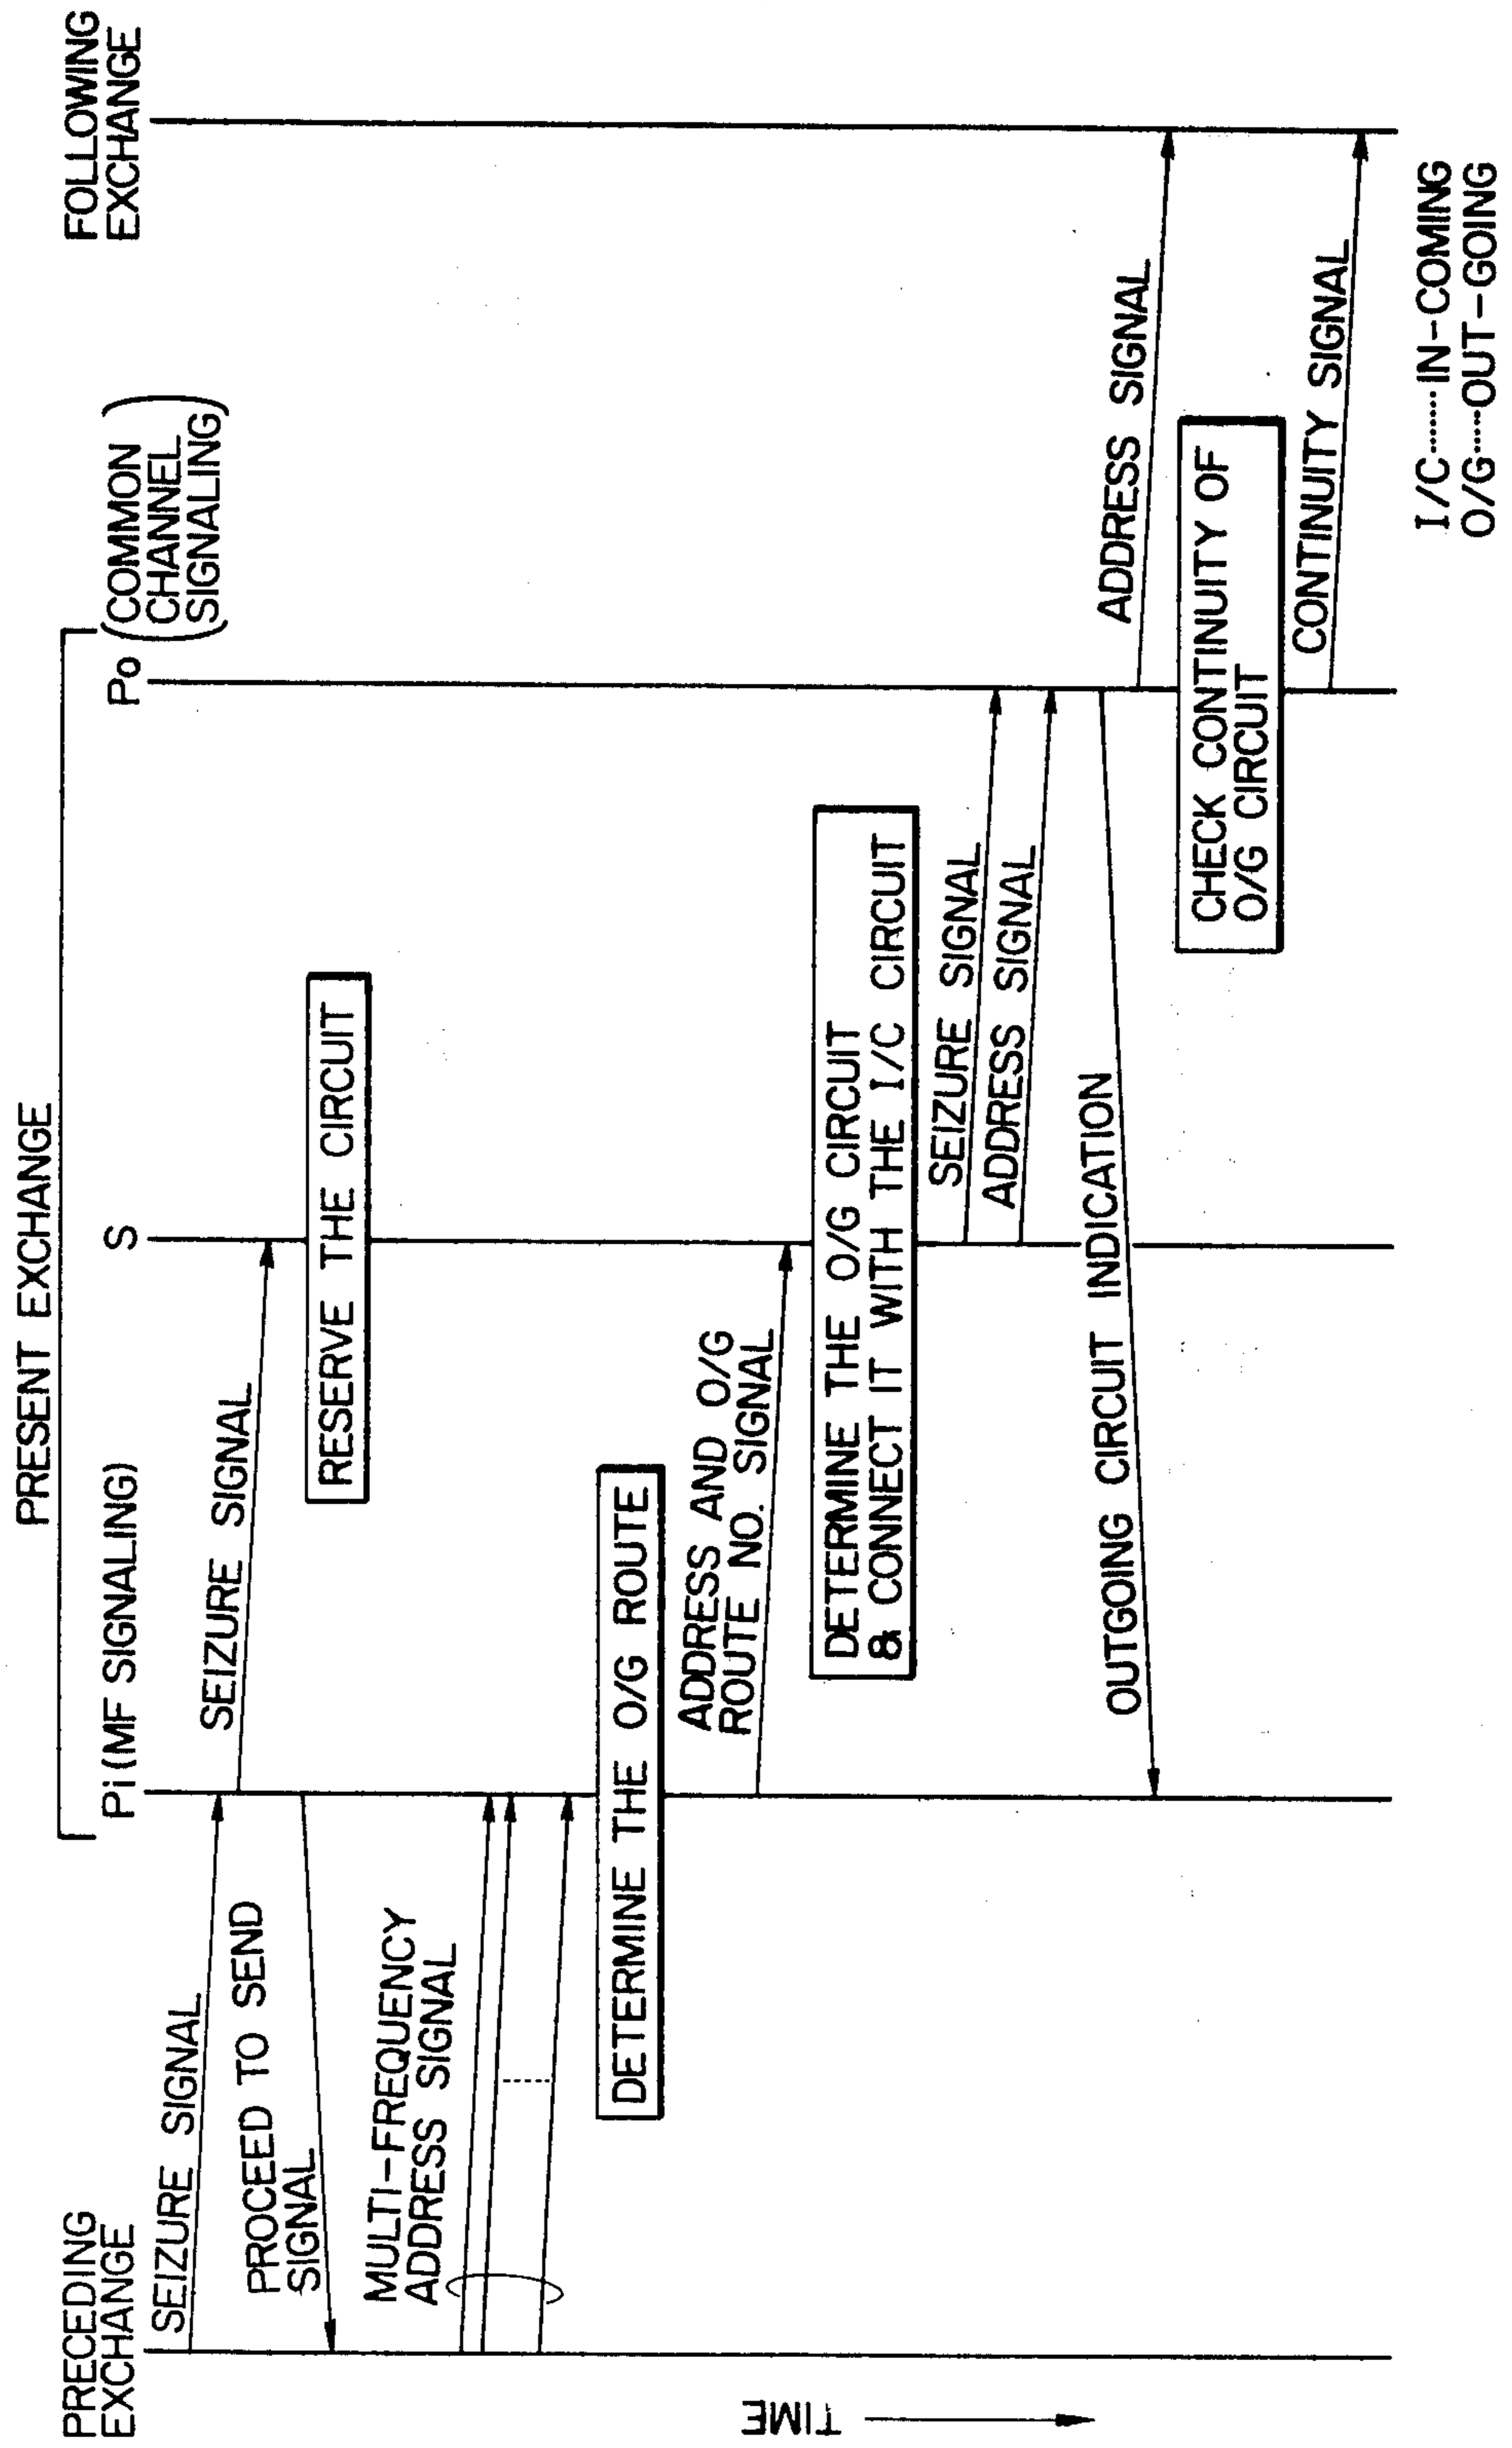 PRESENT EXCHANGE
PRECEDING
EXCHANGE
Pi (MF SIGNALING)
S
Po
(COMMON
CHANNEL
SIGNALING)
FOLLOWING
EXCHANGE
SEIZURE SIGNAL
SEIZURE SIGNAL
PROCEED TO SEND
SIGNAL
RESERVE THE CIRCUIT
MULTI-FREQUENCY
ADDRESS SIGNAL
DETERMINE THE O/G ROUTE
ADDRESS AND O/G
ROUTE NO. SIGNAL
DETERMINE THE O/G CIRCUIT
& CONNECT IT WITH THE I/C CIRCUIT
SEIZURE SIGNAL
ADDRESS SIGNAL
OUTGOING CIRCUIT INDICATION
ADDRESS SIGNAL
CHECK CONTINUITY OF
O/G CIRCUIT
CONTINUITY SIGNAL
TIME
I/C.......IN-COMING
O/G.....OUT-GOING